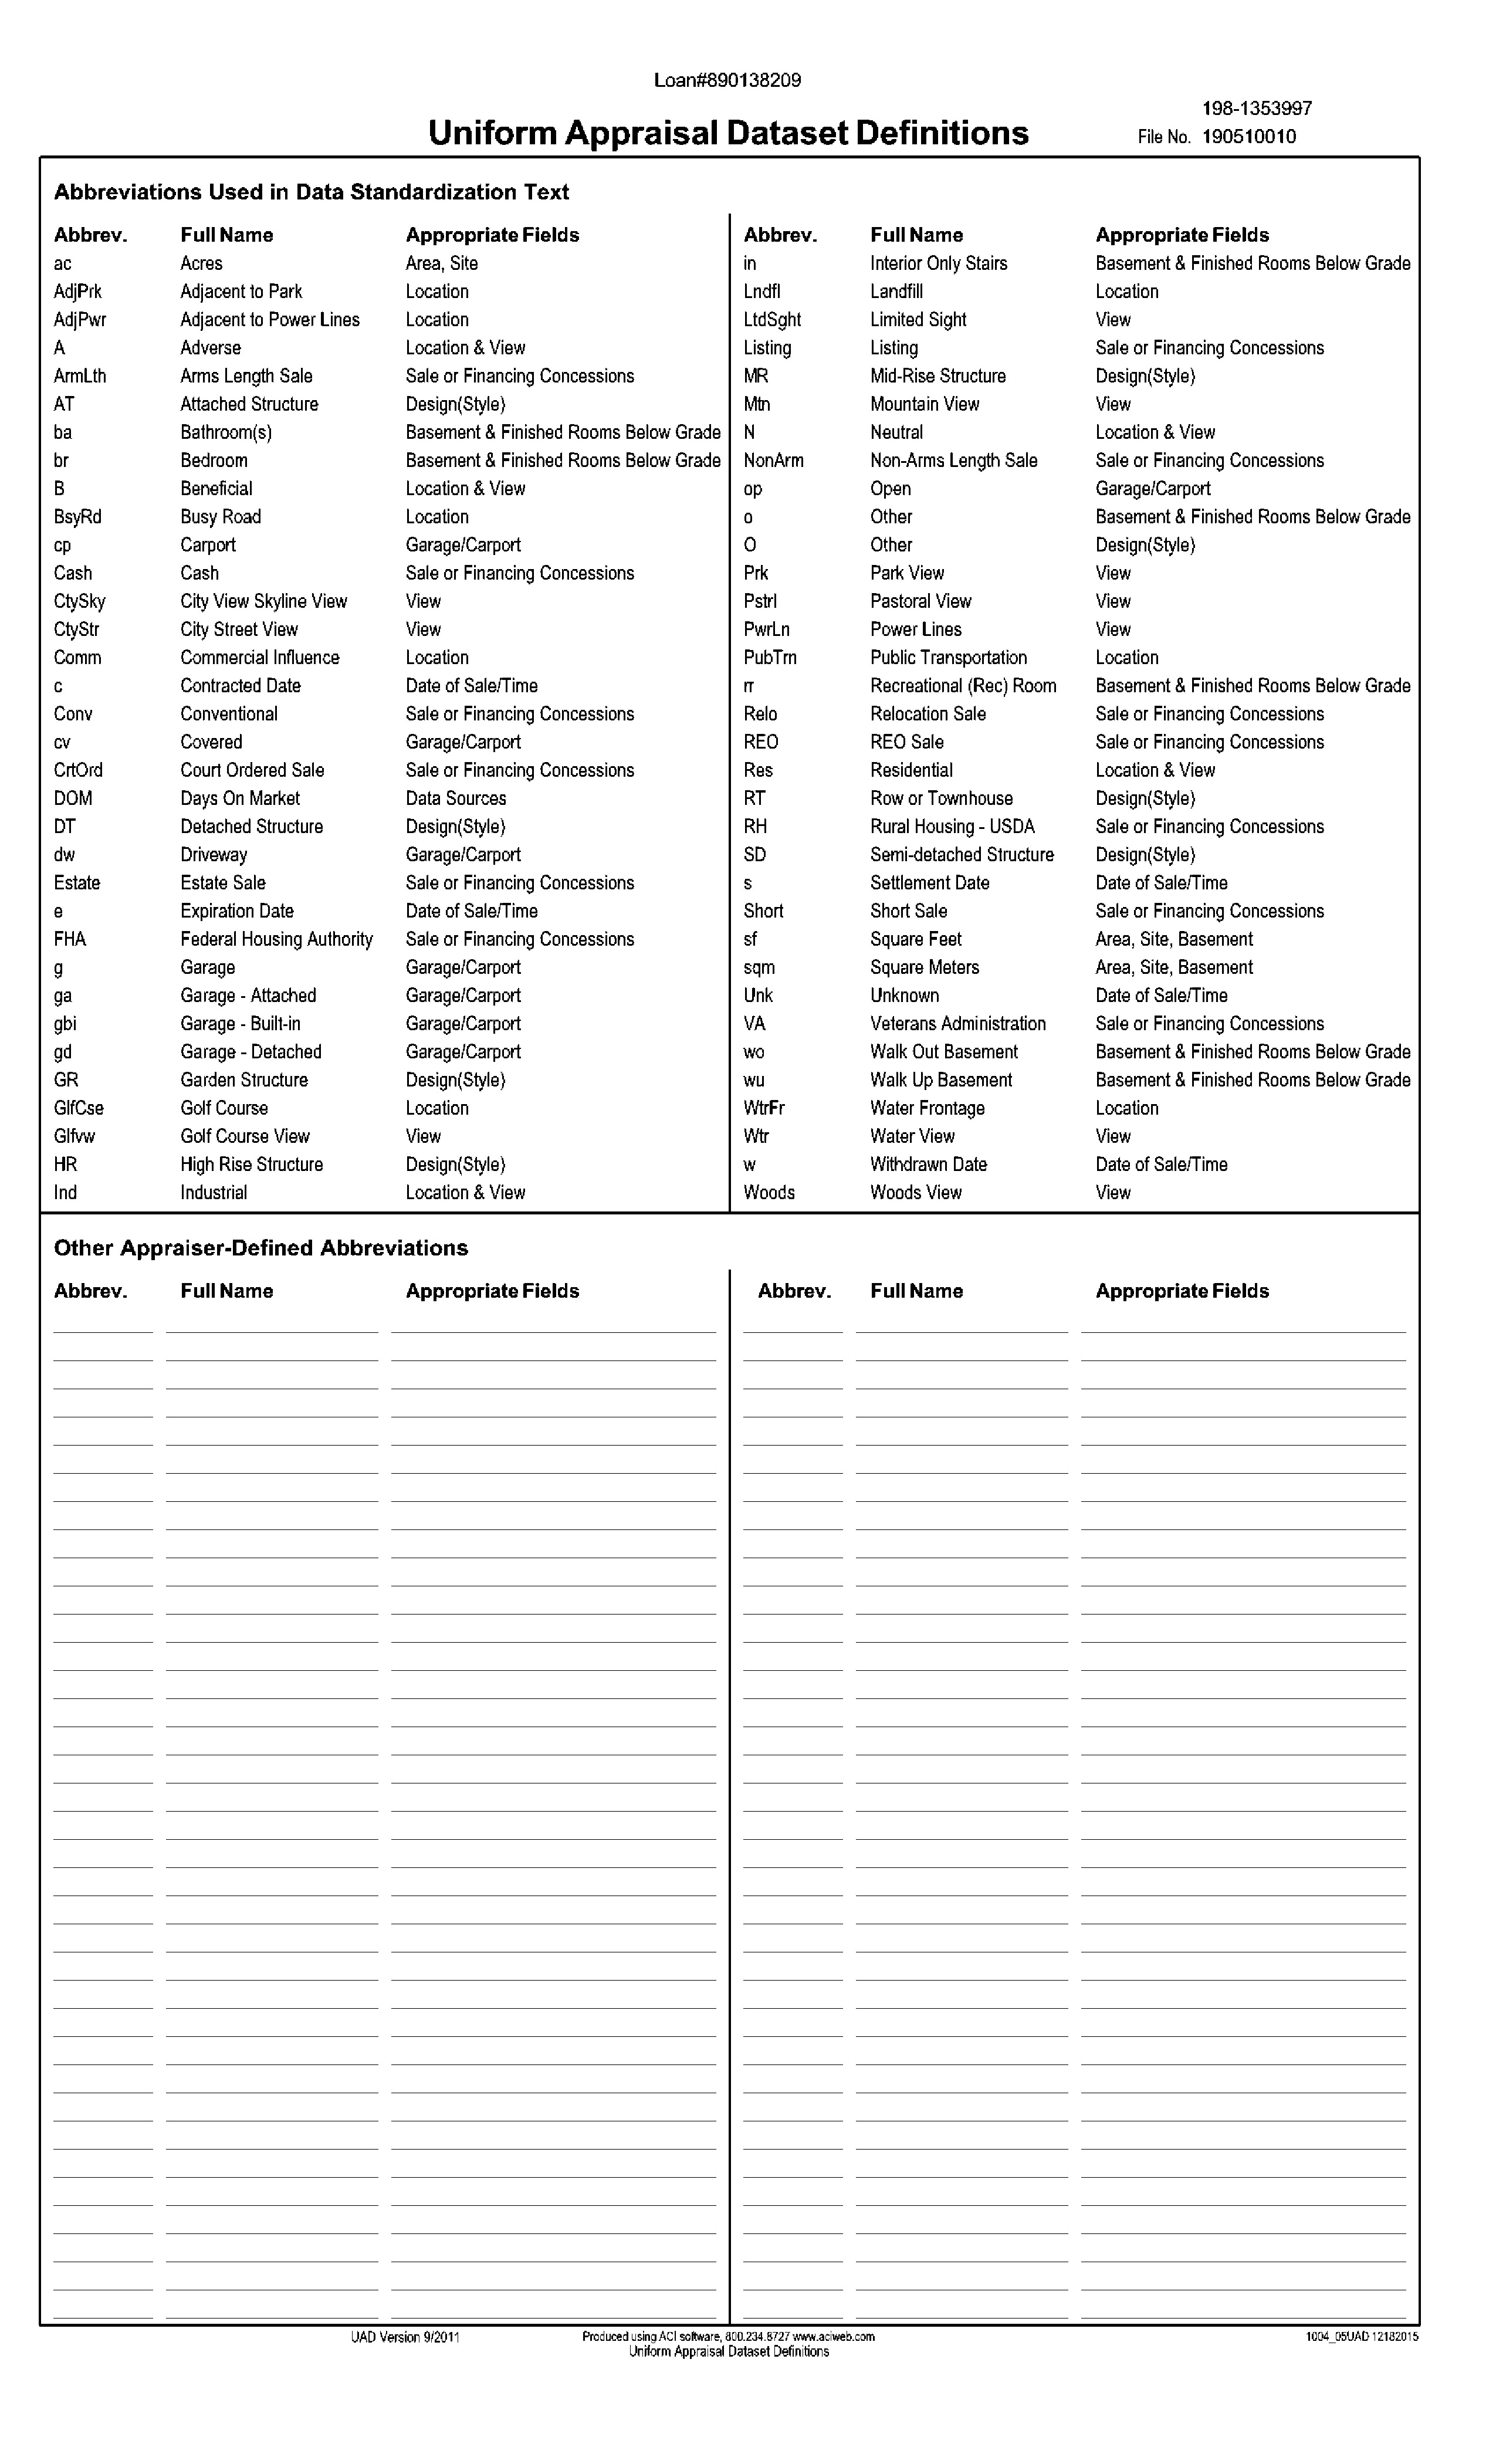 Loan#890138209
198-1353997
Uniform Appraisal Dataset Definitions File No. 190510010
Abbreviations Used in Data Standardization Text
Abbrev. Full Name Appropriate Fields
ac Acres Area, Site
AdjPrk Adjacent to Park Location
AdjPwr Adjacent to Power Lines Location
A Adverse Location & View
ArmLth Arms Length Sale Sale or Financing Concessions
AT Attached Structure Design(Style)
ba Bathroom(s) Basement & Finished Rooms Below Grade
br Bedroom Basement & Finished Rooms Below Grade
B Beneficial Location & View
BsyRd Busy Road Location
cp Carport Garage/Carport
Cash Cash Sale or Financing Concessions
CtySky City View Skyline View View
CtyStr City Street View View
Comm Commercial Influence Location
c Contracted Date Date of Sale/Time
Conv Conventional Sale or Financing Concessions
cv Covered Garage/Carport
CrtOrd Court Ordered Sale Sale or Financing Concessions
DOM Days On Market Data Sources
DT Detached Structure Design(Style)
dw Driveway Garage/Carport
Estate Estate Sale Sale or Financing Concessions
e Expiration Date Date of Sale/Time
FHA Federal Housing Authority Sale or Financing Concessions
g Garage Garage/Carport
ga Garage - Attached Garage/Carport
gbi Garage - Built-in Garage/Carport
gd Garage - Detached Garage/Carport
GR Garden Structure Design(Style)
GlfCse Golf Course Location
Glfvw Golf Course View View
HR High Rise Structure Design(Style)
Ind Industrial Location & View
Abbrev. Full Name Appropriate Fields
in Interior Only Stairs Basement & Finished Rooms Below Grade
Lndfl Landfill Location
LtdSght Limited Sight View
Listing Listing Sale or Financing Concessions
MR Mid-Rise Structure Design(Style)
Mtn Mountain View View
N Neutral Location & View
NonArm Non-Arms Length Sale Sale or Financing Concessions
op Open Garage/Carport
o Other Basement & Finished Rooms Below Grade
O Other Design(Style)
Prk Park View View
Pstrl Pastoral View View
PwrLn Power Lines View
PubTrn Public Transportation Location
rr Recreational (Rec) Room Basement & Finished Rooms Below Grade
Relo Relocation Sale Sale or Financing Concessions
REO REO Sale Sale or Financing Concessions
Res Residential Location & View
RT Row or Townhouse Design(Style)
RH Rural Housing - USDA Sale or Financing Concessions
SD Semi-detached Structure Design(Style)
s Settlement Date Date of Sale/Time
Short Short Sale Sale or Financing Concessions
sf Square Feet Area, Site, Basement
sqm Square Meters Area, Site, Basement
Unk Unknown Date of Sale/Time
VA Veterans Administration Sale or Financing Concessions
wo Walk Out Basement Basement & Finished Rooms Below Grade
wu Walk Up Basement Basement & Finished Rooms Below Grade
WtrFr Water Frontage Location
Wtr Water View View
w Withdrawn Date Date of Sale/Time
Woods Woods View View
Other Appraiser-Defined Abbreviations
Abbrev. Full Name Appropriate Fields Abbrev. Full Name Appropriate Fields
UAD Version 9/2011 Produced using ACI software, 800.234.8727 www.aciweb.com 1004_05UAD 12182015
Uniform Appraisal Dataset Definitions